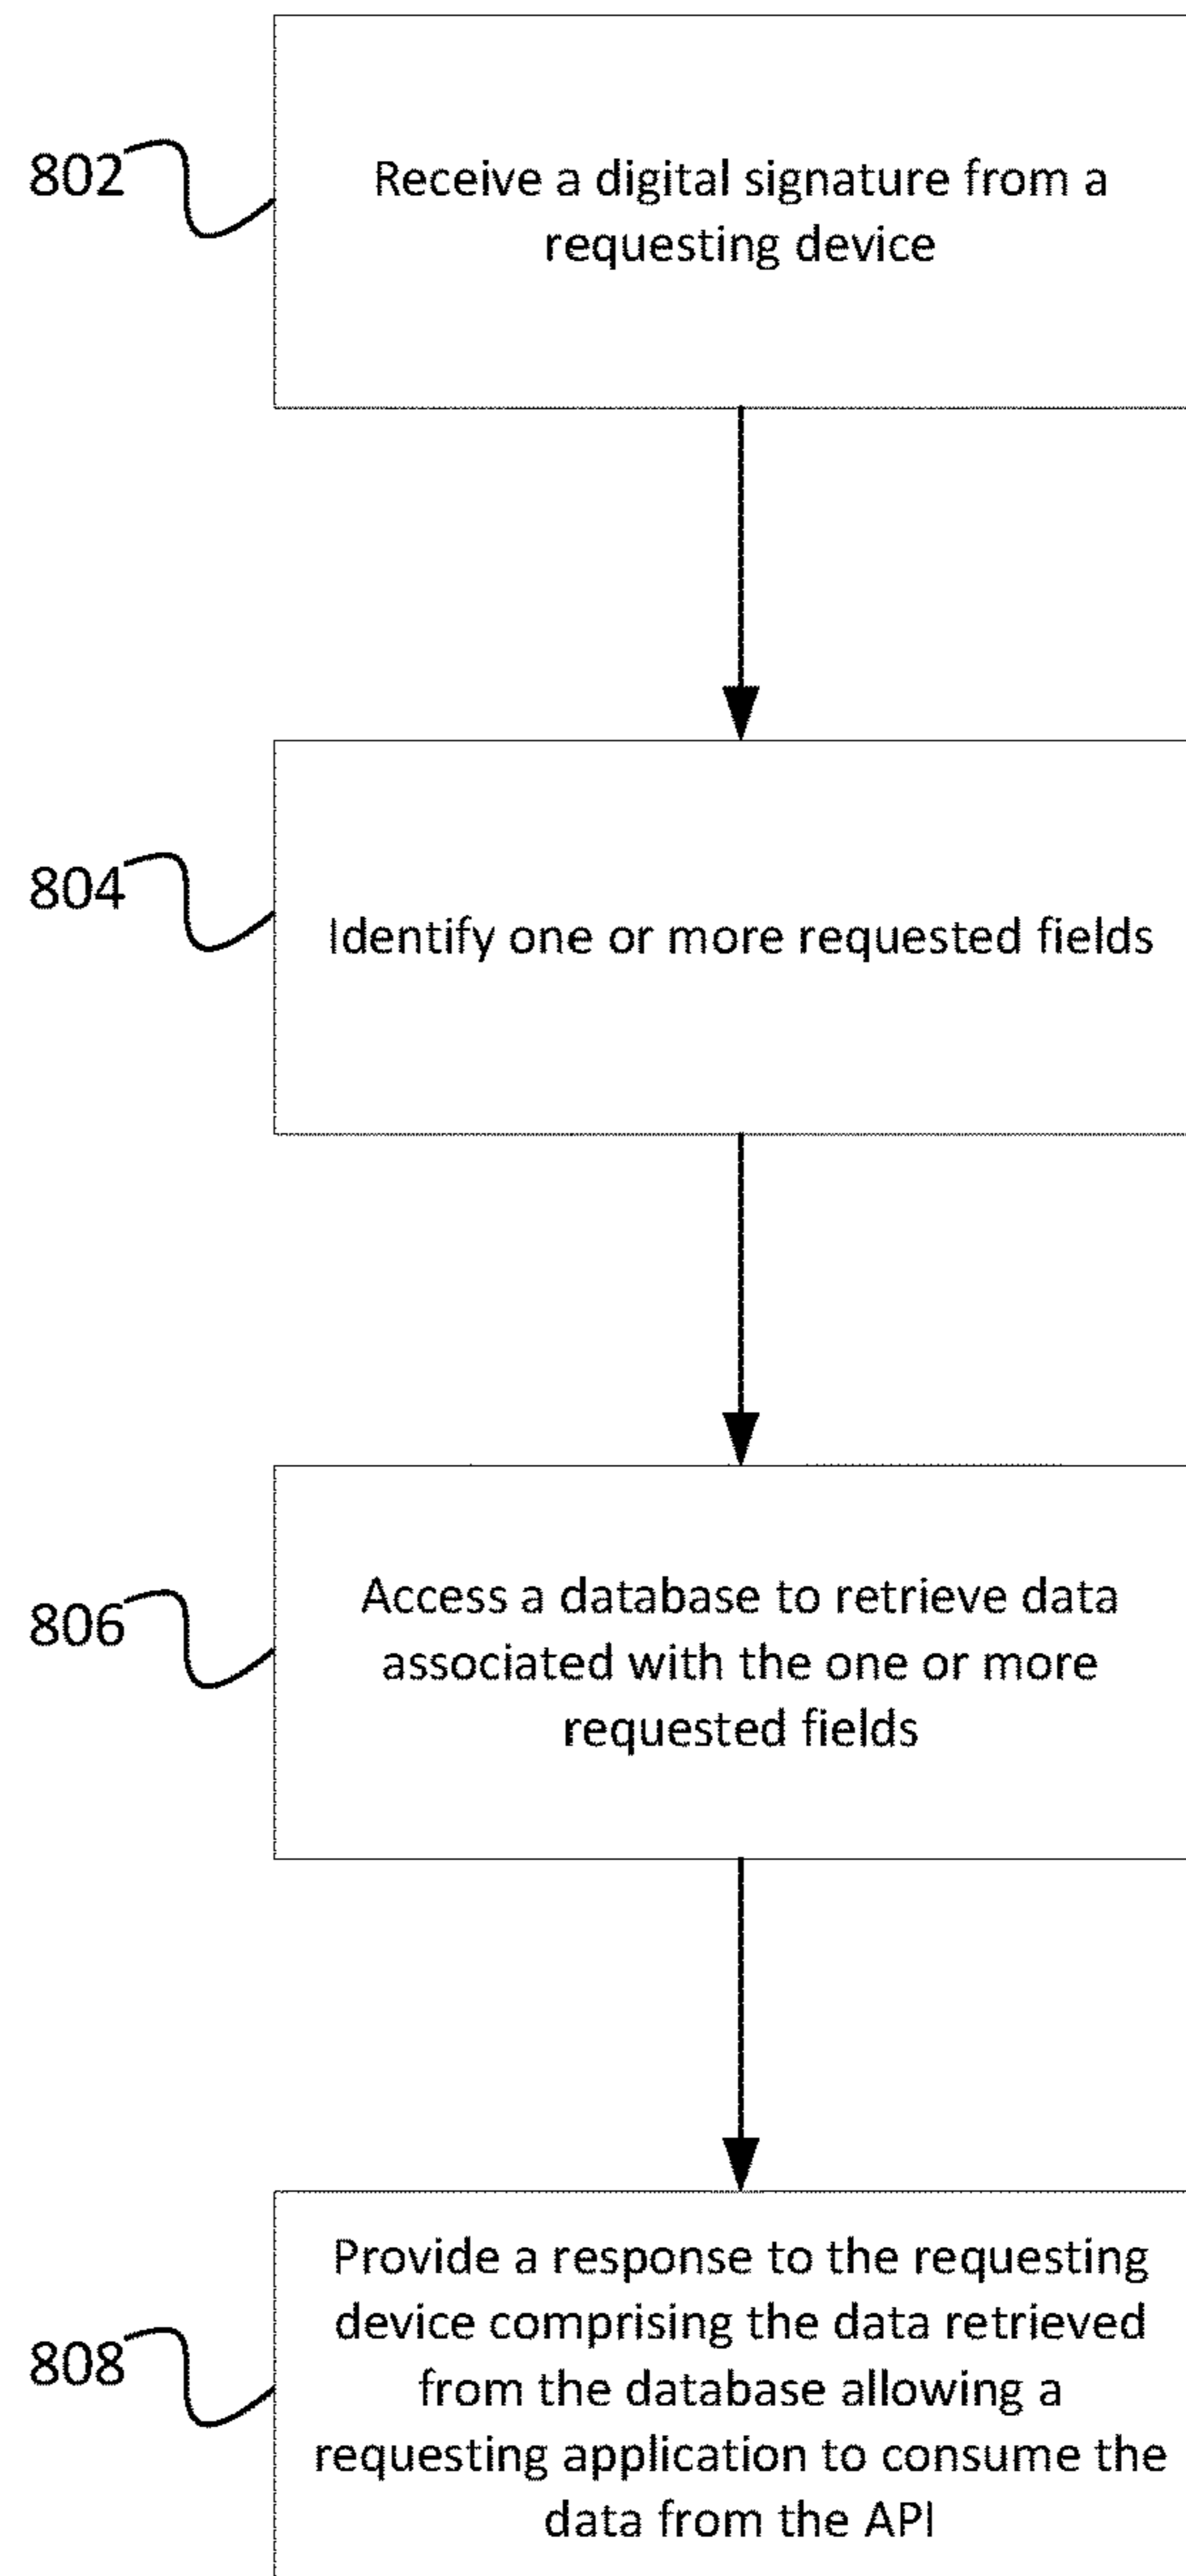 802
Receive a digital signature from a
requesting device
804
Identify one or more requested fields
806
Access a database to retrieve data
associated with the one or more
requested fields
808
Provide a response to the requesting
device comprising the data retrieved
from the database allowing a
requesting application to consume the
data from the API